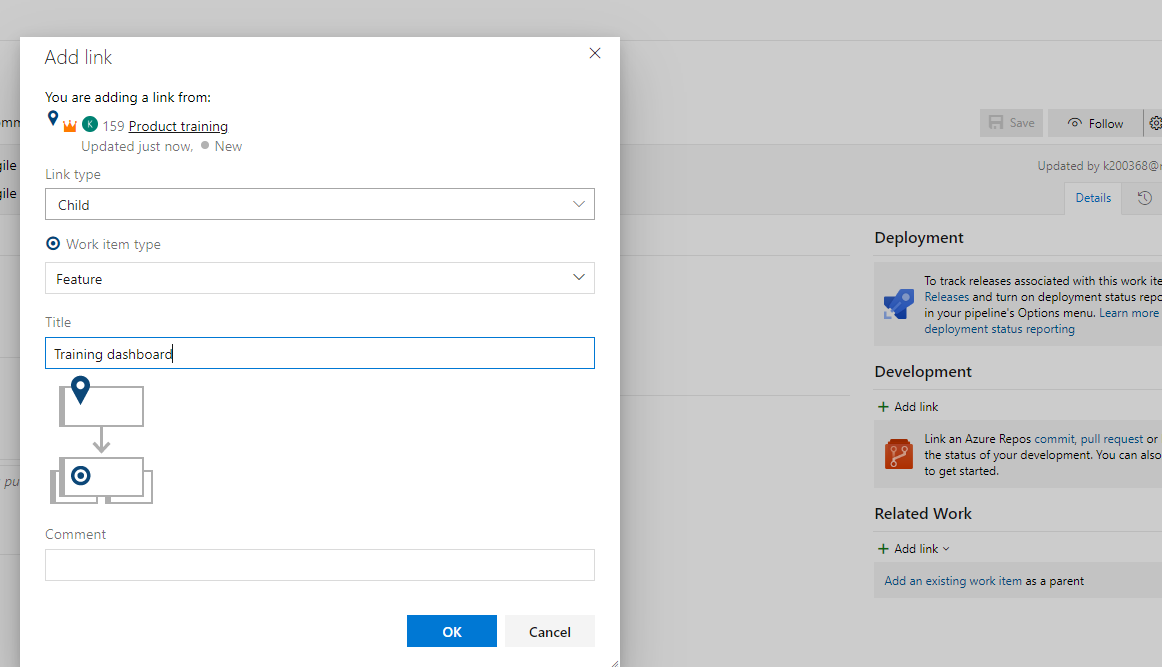 Add link
You are adding a link from:
K 159 Product training
Updated just now, New
Link type
Child
Work item type
Feature
Title
Training dashboard
Comment
OK Cancel
Save Follow
Updated by k200368@
Details
Deployment
To track releases associated with this work
Releases and turn on deployment status
in your pipeline's Options menu. Learn more
deployment status reporting
Development
Add link
Link an Azure Repos commit, pull request or
the status of your development. You can also
to get started.
Related Work
Add link
Add an existing work item as a parent